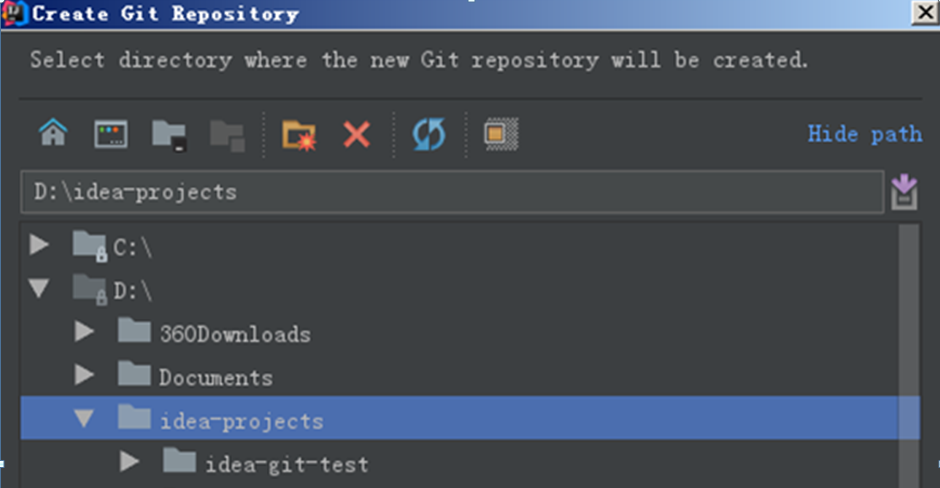 Create Git Repository
Select directory where the new Git repository will be created.
Hide path
D:\idea-projects
C:\
D:\
360Downloads
Documents
idea-projects
idea-git-test